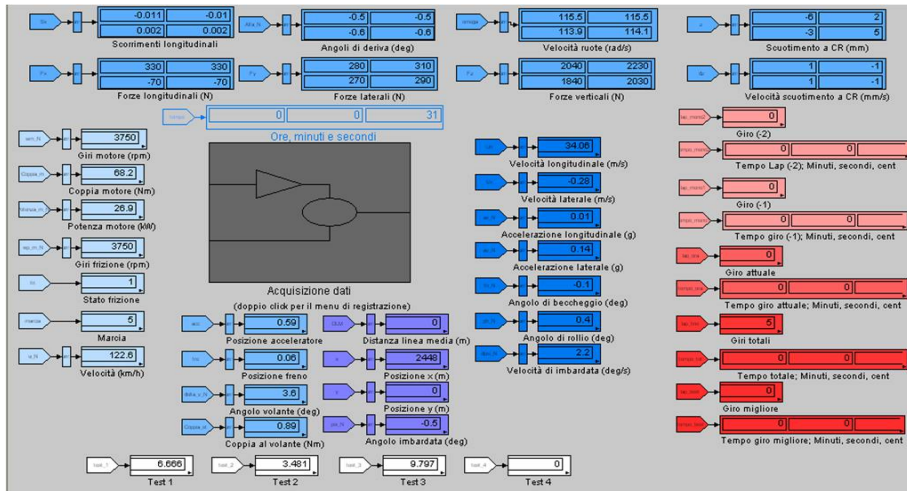 -0.011 -0.01
0.002 0.002
Scorrimenti longitudinali
-0.5 -0.5
-0.6 -0.6
Angoli di deriva (deg)
115.5 115.5
113.9 114.1
Velocità ruote (rad/s)
-6 2
-3 5
Scuotimento a CR (mm)
330 330
-70 -70
Forze longitudinali (N)
280 310
270 290
Forze laterali (N)
2040 2230
1840 2030
Forze verticali (N)
1 -1
1 -1
Velocità scuotimento a CR (mm/s)
0 0 31
Ore, minuti e secondi
3750
Giri motore (rpm)
68.2
Coppia motore (Nm)
26.9
Potenza motore (kW)
3750
Giri frizione (rpm)
1
Stato frizione
marcia
5
Marcia
122.6
Velocità (km/h)
Acquisizione dati
(doppio click per il menu di registrazione)
0.59
Posizione acceleratore
0.06
Posizione freno
3.6
Angolo volante (deg)
0.89
Coppia al volante (Nm)
0
Distanza linea media (m)
2448
Posizione x (m)
0
Posizione y (m)
-0.5
Angolo imbardata (deg)
34.06
Velocità longitudinale (m/s)
-0.28
Velocità laterale (m/s)
0.01
Accelerazione longitudinale (g)
0.14
Accelerazione laterale (g)
-0.1
Angolo di beccheggio (deg)
0.4
Angolo di rollio (deg)
2.2
Velocità di imbardata (deg/s)
0
Giro (-2)
0 0
Tempo Lap (-2); Minuti, secondi, cent
0
Giro (-1)
0 0
Tempo giro (-1); Minuti, secondi, cent
0
Giro attuale
0 0
Tempo giro attuale; Minuti, secondi, cent
5
Giri totali
0 0
Tempo totale; Minuti, secondi, cent
0
Giro migliore
0 0
Tempo giro migliore; Minuti, secondi, cent
test_1
6.666
Test 1
test_2
3.481
Test 2
test_3
9.797
Test 3
test_4
0
Test 4